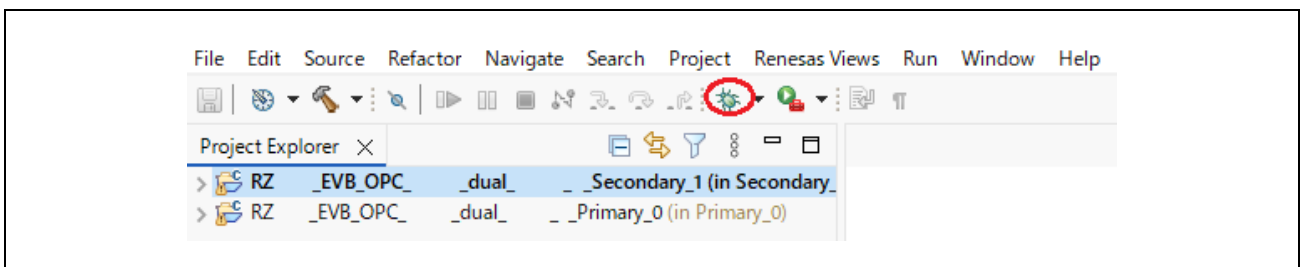 File Edit Source Refactor Navigate Search Project Renesas Views Run Window Help
Project Explorer
RZ _EVB_OPC_ _dual_ _ _Secondary_1 (in Secondary_
RZ _EVB_OPC_ _dual_ _ _Primary_0 (in Primary_0)